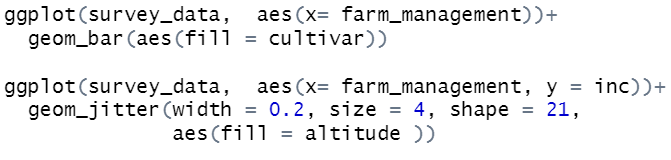 ggplot(survey_data,  aes(x= farm_management))+
  geom_bar(aes(fill = cultivar))

ggplot(survey_data,  aes(x= farm_management, y = inc))+
  geom_jitter(width = 0.2, size = 4, shape = 21,
              aes(fill = altitude ))